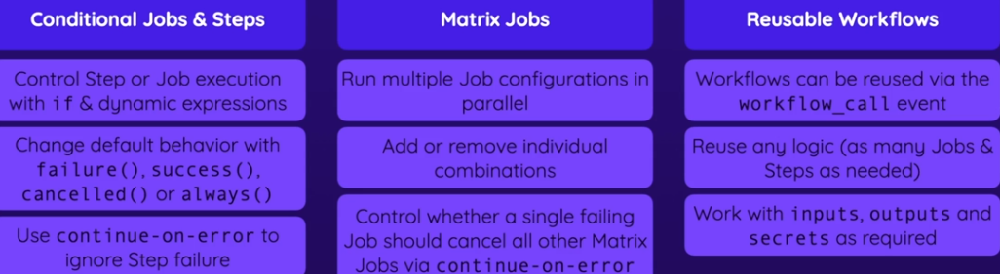 Conditional Jobs & Steps
Control Step or Job execution
with if & dynamic expressions
Change default behavior with
failure(), success(),
cancelled() or always()
Use continue-on-error to
ignore Step failure
Matrix Jobs
Run multiple Job configurations in
parallel
Add or remove individual
combinations
Control whether a single failing
Job should cancel all other Matrix
Jobs via continue-on-error
Reusable Workflows
Workflows can be reused via the
workflow_call event
Reuse any logic (as many Jobs &
Steps as needed)
Work with inputs, outputs and
secrets as required